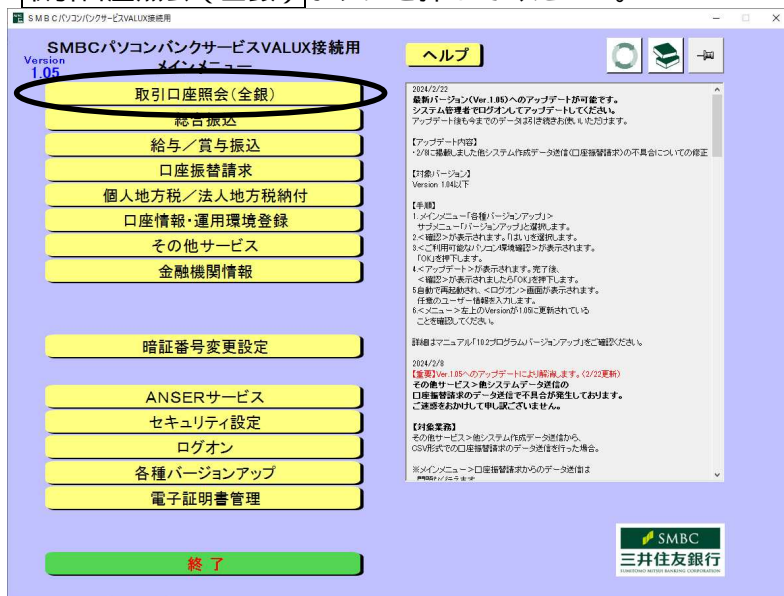 SMBCパソコンバンクサービスVALUX接続用
SMBCパソコンバンクサービスVALUX接続用
メインメニュー
Version
1.05
取引口座照会(全銀)
総合振込
給与/賞与振込
口座振替請求
個人地方税/法人地方税納付
口座情報・運用環境登録
その他サービス
金融機関情報
暗証番号変更設定
ANSERサービス
セキュリティ設定
ログオン
各種バージョンアップ
電子証明書管理
終了
ヘルプ
2024/2/22
最新バージョン(Ver.1.05)へのアップデートが可能です。
システム管理者でログオンしてアップデートしてください。
アップデート後も今までのデータは引き続きお使いいただけます。
【アップデート内容】
・2/8に掲載しました他システム作成データ送信(口座振替請求)の不具合についての修正
【対象バージョン】
Version 1.04以下
【手順】
1.メインメニュー「各種バージョンアップ」>
サブメニュー「バージョンアップ」と選択します。
2.<確認>が表示されます。「はい」を選択します。
3.<ご利用可能なパソコン環境確認>が表示されます。
「OK」を押下します。
4.<アップデート>が表示されます。完了後、
<確認>が表示されましたら「OK」を押下します。
5.自動で再起動され、<ログオン>画面が表示されます。
任意のユーザー情報を入力します。
6.<メニュー>左上のVersionが1.05に更新されている
ことを確認してください。
詳細はマニュアル「10.2プログラムバージョンアップ」をご確認ください。
2024/2/8
【重要】Ver.1.05へのアップデートにより解消します。(2/22更新)
その他サービス>他システムデータ送信の
口座振替請求のデータ送信で不具合が発生しております。
ご迷惑をおかけして申し訳ございません。
【対象業務】
その他サービス>他システム作成データ送信から、
CSV形式での口座振替請求のデータ送信を行った場合。
※メインメニュー>口座振替請求からのデータ送信は
SMBC
三井住友銀行
SUMITOMO MITSUI BANKING CORPORATION